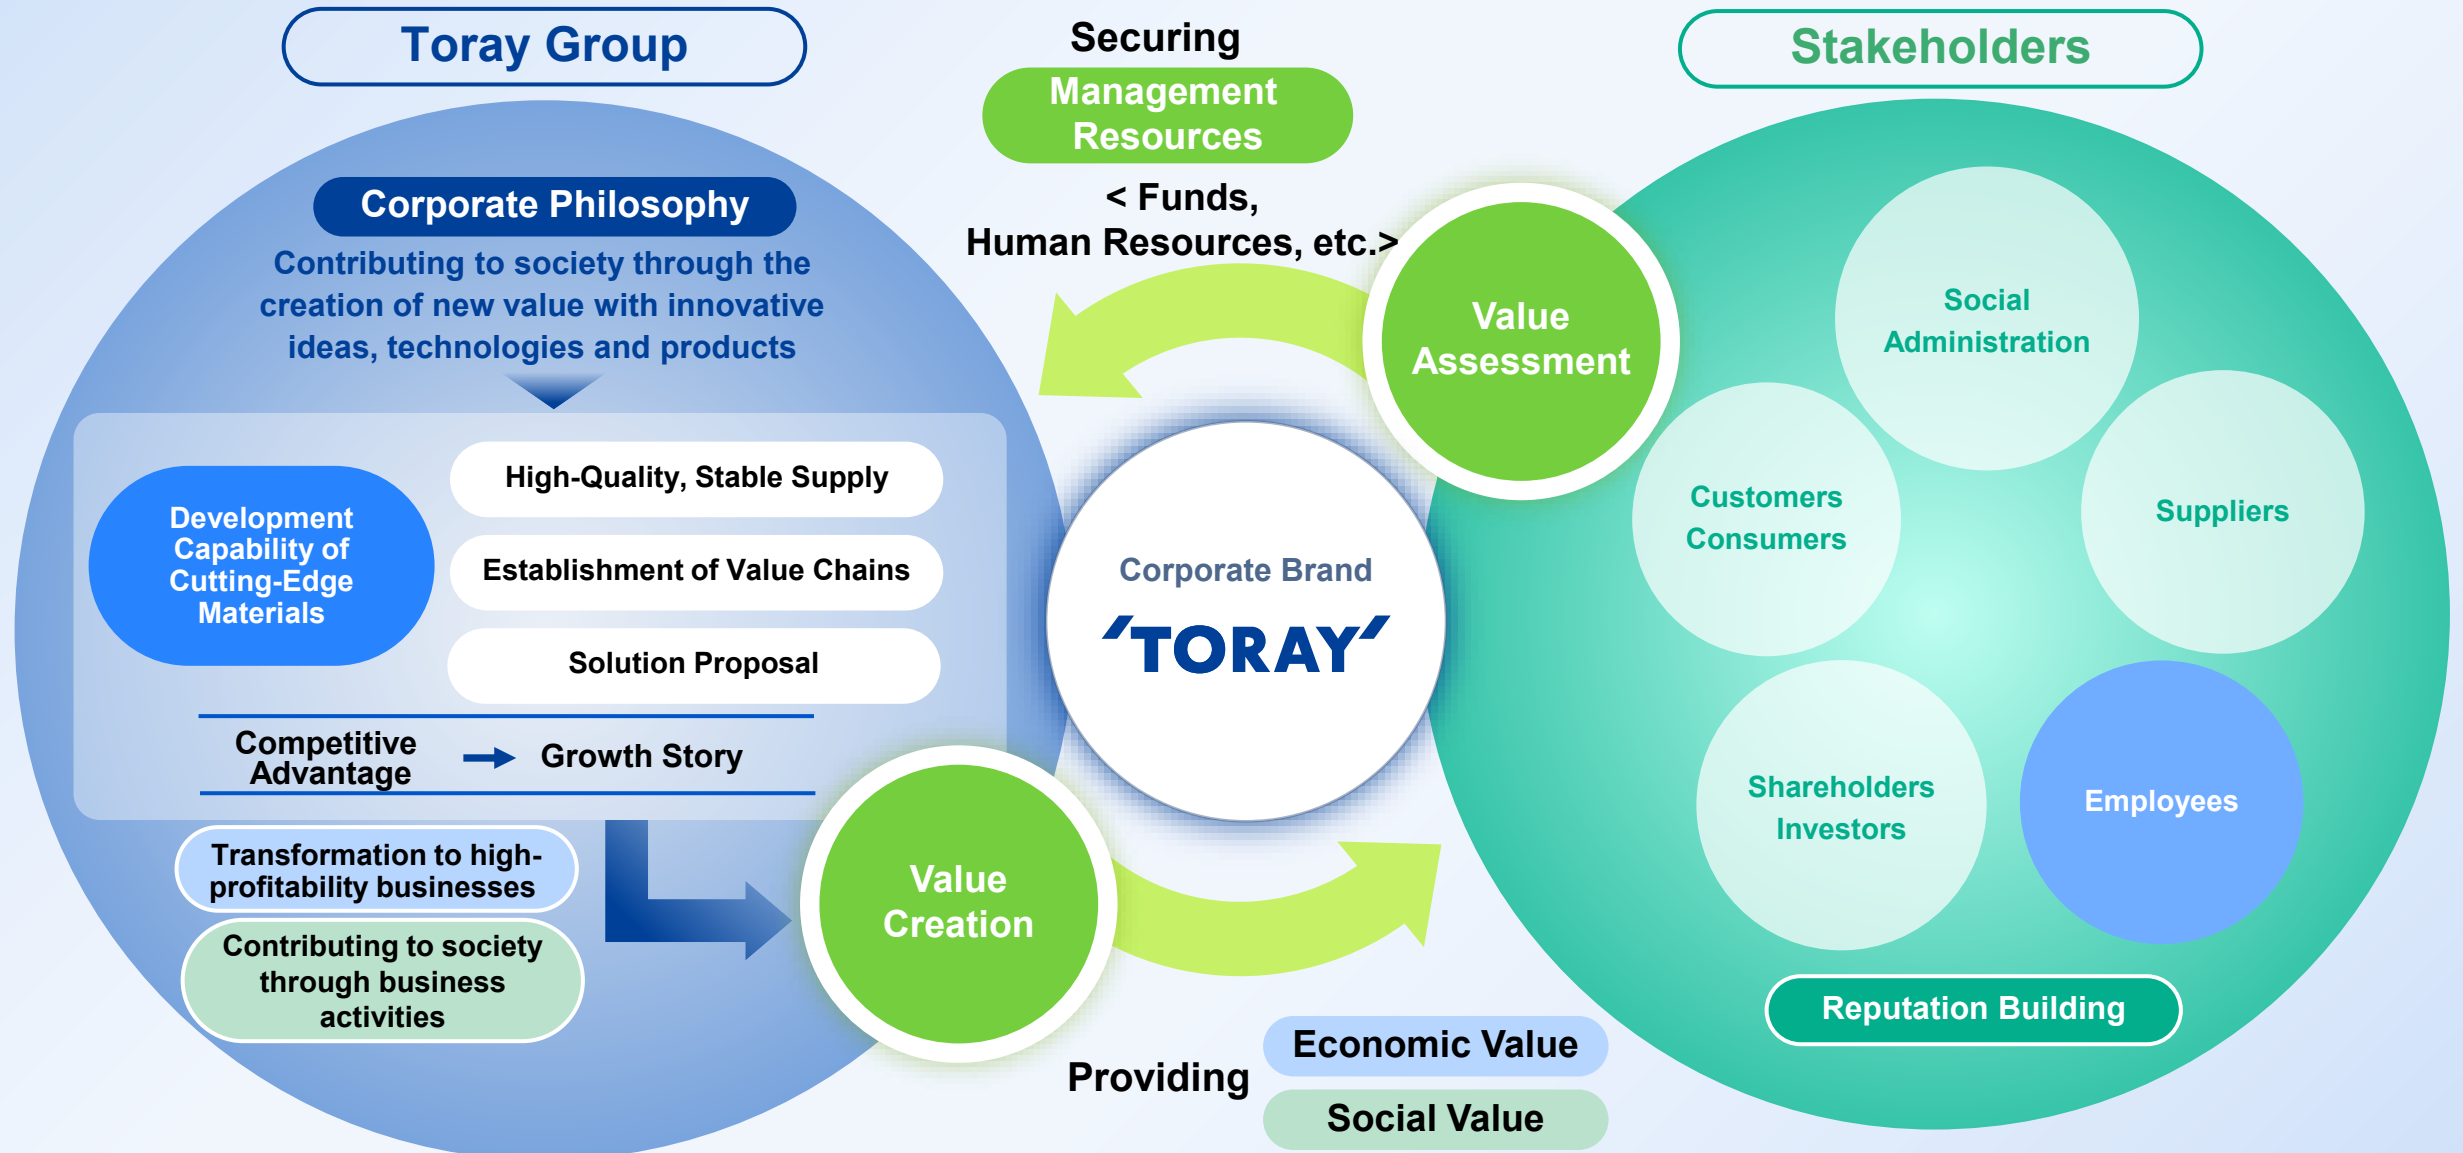 Toray Group
Corporate Philosophy
Contributing to society through the
creation of new value with innovative
ideas, technologies and products
Development
Capability of
Cutting-Edge
Materials
High-Quality, Stable Supply
Establishment of Value Chains
Solution Proposal
Competitive
Advantage
Growth Story
Transformation to high-
profitability businesses
Contributing to society
through business
activities
Value
Creation
Securing
Management
Resources
< Funds,
Human Resources, etc.>
Value
Assessment
Corporate Brand
'TORAY'
Providing
Economic Value
Social Value
Stakeholders
Social
Administration
Customers
Consumers
Suppliers
Shareholders
Investors
Employees
Reputation Building